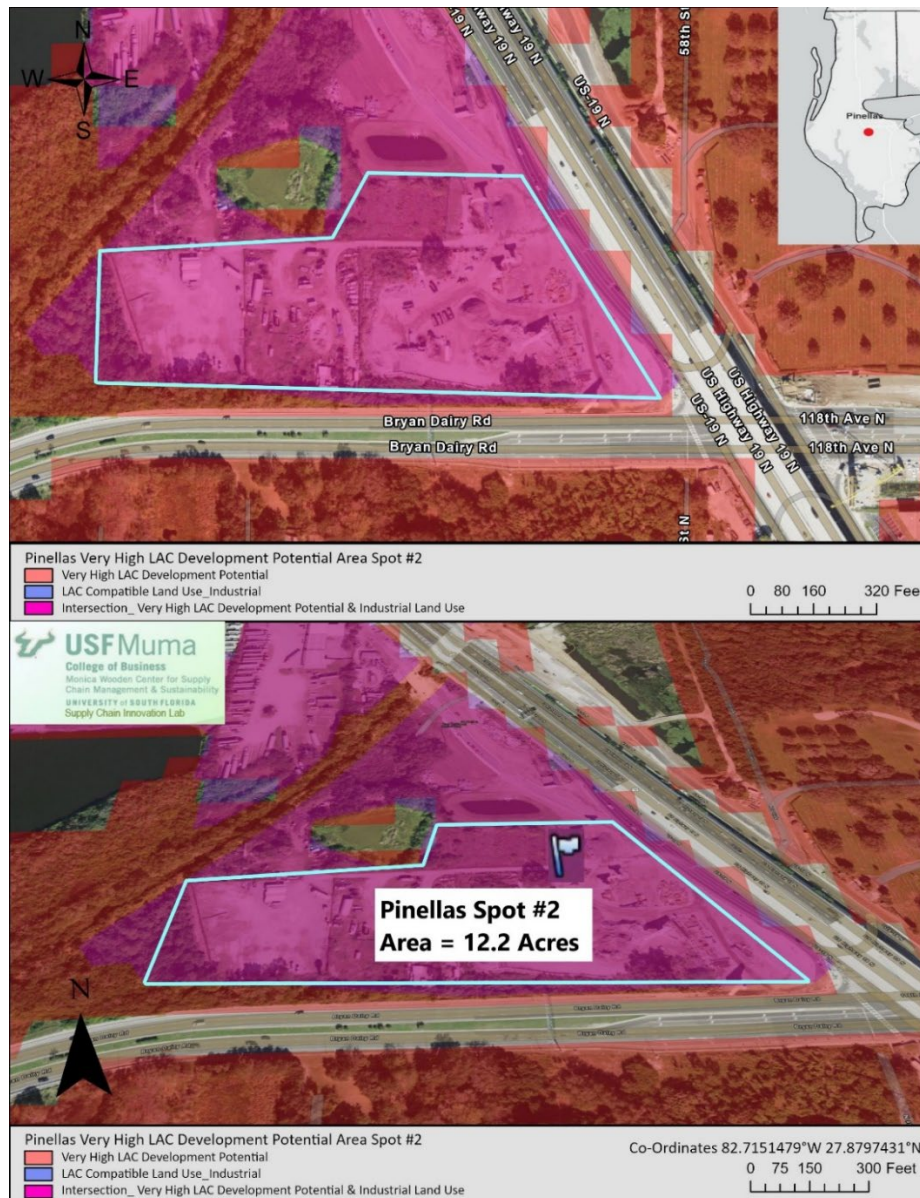 N
W E
S
US Highway 19 N
US-19 N
58th St N
Pinellas
Bryan Dairy Rd
Bryan Dairy Rd
US Highway 19 N
US Highway 19 N
US-19 N
118th Ave N
118th Ave N
St N
Pinellas Very High LAC Development Potential Area Spot #2
Very High LAC Development Potential
LAC Compatible Land Use_Industrial
Intersection_ Very High LAC Development Potential & Industrial Land Use
0 80 160 320 Feet
USF Muma
College of Business
Monica Wooden Center for Supply
Chain Management & Sustainability
UNIVERSITY of SOUTH FLORIDA
Supply Chain Innovation Lab
Pinellas Spot #2
Area = 12.2 Acres
N
Pinellas Very High LAC Development Potential Area Spot #2
Very High LAC Development Potential
LAC Compatible Land Use_Industrial
Intersection_ Very High LAC Development Potential & Industrial Land Use
Co-Ordinates 82.7151479°W 27.8797431°N
0 75 150 300 Feet